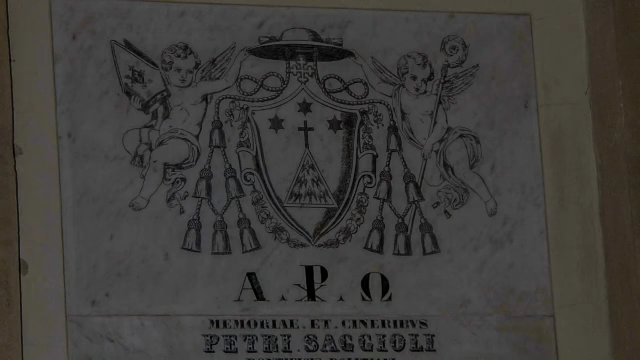 A . ☧ . Ω
MEMORIAE . ET . CINERIBVS
PETRI . SAGGIOLI